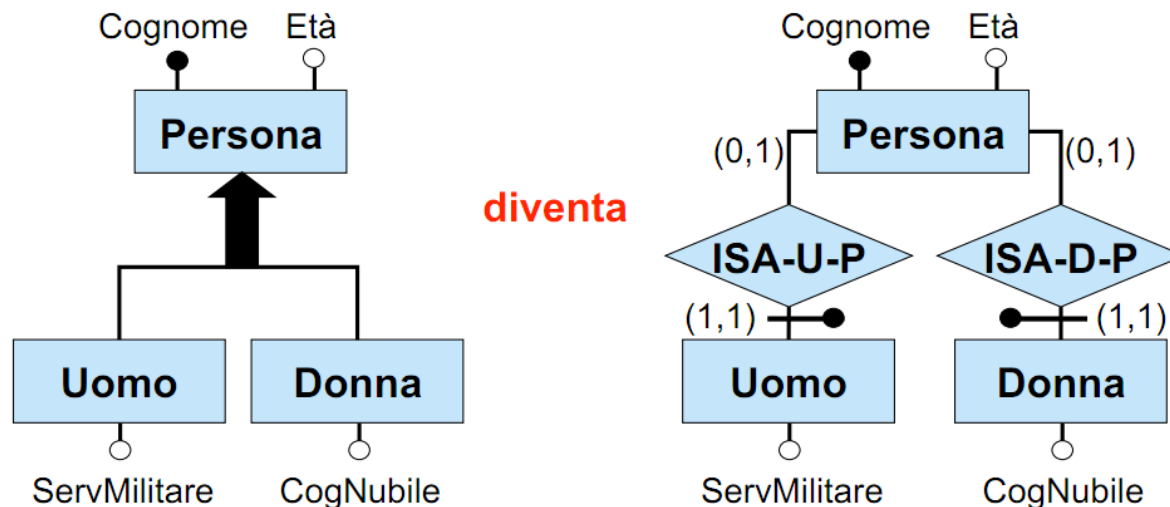 Cognome Età
Persona
Uomo Donna
ServMilitare CogNubile
diventa
Cognome Età
Persona
(0,1) (0,1)
ISA-U-P ISA-D-P
(1,1) (1,1)
Uomo Donna
ServMilitare CogNubile